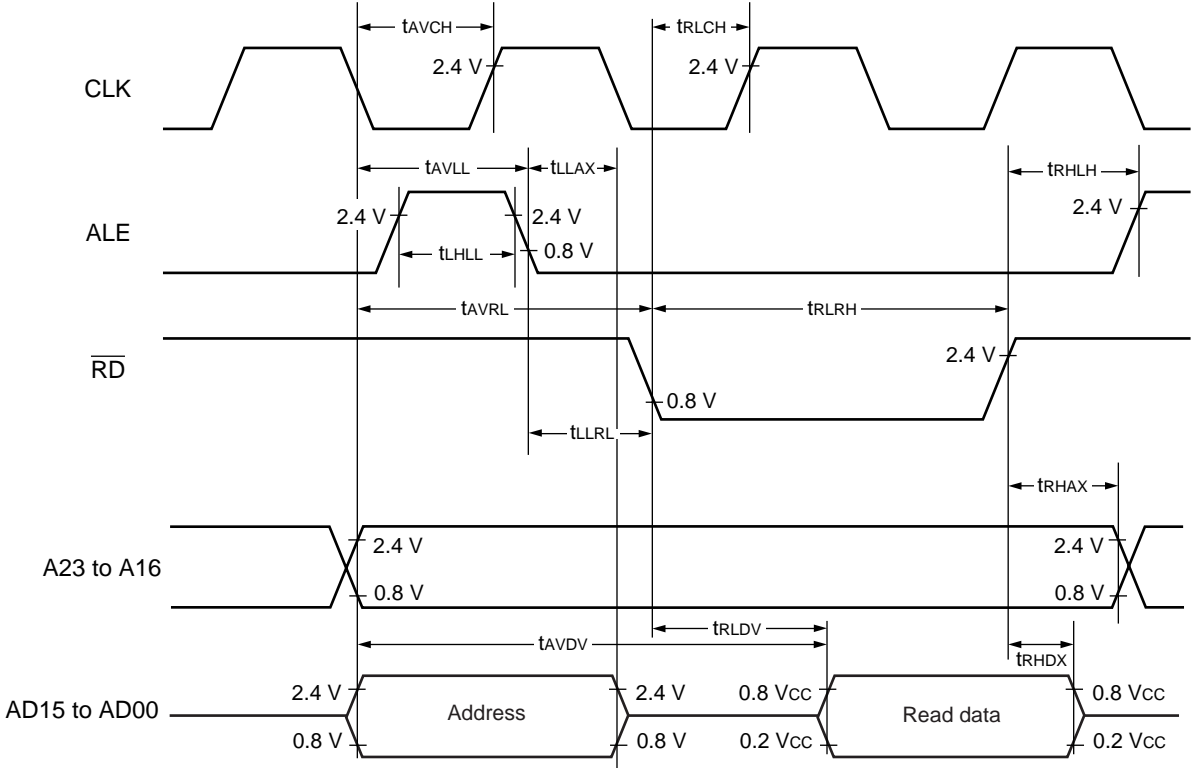 tAVCH
tRLCH
2.4 V
2.4 V
CLK
tAVLL
tLLAX
tRHLH
2.4 V
2.4 V
2.4 V
ALE
0.8 V
tLHLL
tAVRL
tRLRH
2.4 V
RD
0.8 V
tLLRL
tRHAX
2.4 V
2.4 V
A23 to A16
0.8 V
0.8 V
tRLDV
tAVDV
tRHDX
2.4 V
2.4 V
0.8 VCC
0.8 VCC
AD15 to AD00
Address
Read data
0.8 V
0.8 V
0.2 VCC
0.2 VCC